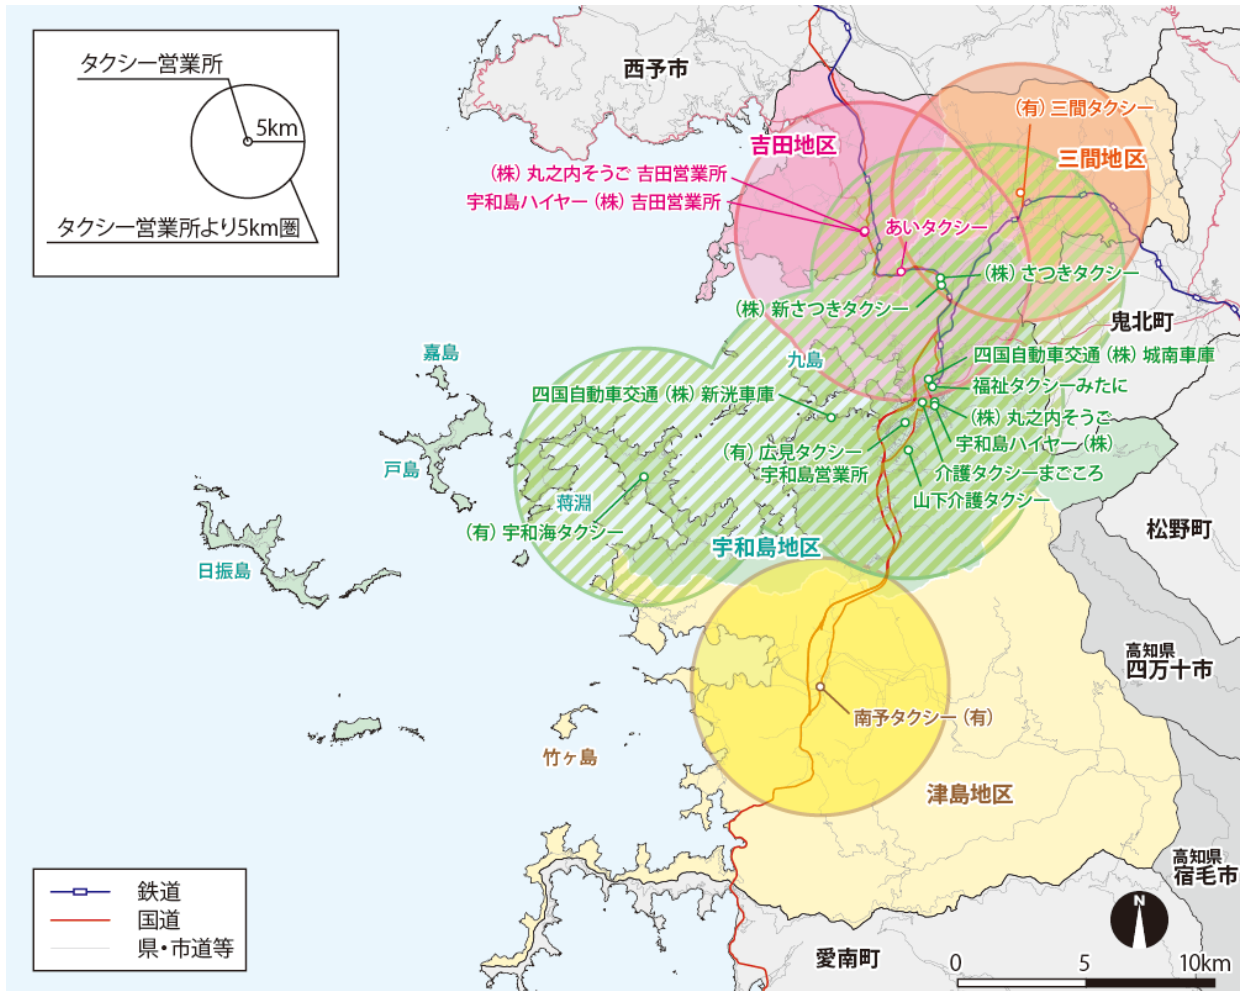 タクシー営業所
5km
タクシー営業所より5km圏
西予市
(有)三間タクシー
吉田地区
三間地区
(株)丸之内そうご 吉田営業所
宇和島ハイヤー(株)吉田営業所
あいタクシー
(株)さつきタクシー
(株)新さつきタクシー
鬼北町
嘉島
九島
四国自動車交通(株)城南車庫
福祉タクシーみたに
四国自動車交通(株)新洸車庫
(株)丸之内そうご
宇和島ハイヤー(株)
(有)広見タクシー
宇和島営業所
介護タクシーまごころ
山下介護タクシー
戸島
蒋淵
(有)宇和海タクシー
宇和島地区
松野町
日振島
高知県
四万十市
南予タクシー(有)
竹ヶ島
津島地区
高知県
宿毛市
鉄道
国道
県・市道等
愛南町
N
0 5 10km